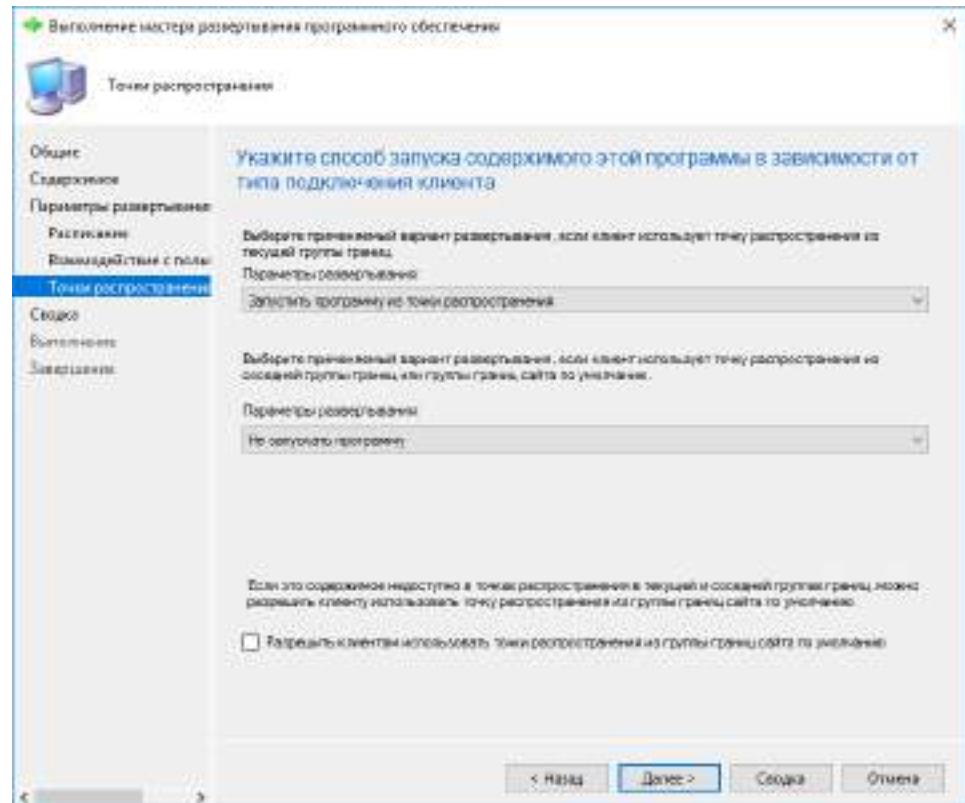 Выполнение мастера развертывания программного обеспечения
Точки распространения
Общие
Содержимое
Параметры развертывания
Расписание
Взаимодействие с поль
Точки распространени
Сводка
Выполнение
Завершение
Укажите способ запуска содержимого этой программы в зависимости от
типа подключения клиента
Выберите применяемый вариант развертывания, если клиент использует точку распространения из
текущей группы границ.
Параметры развертывания:
Запустить программу из точки распространения
Выберите применяемый вариант развертывания, если клиент использует точку распространения из
соседней группы границ или группы границ сайта по умолчанию.
Параметры развертывания:
Не запускать программу
Если это содержимое недоступно в точках распространения в текущей и соседней группах границ, можно
разрешить клиенту использовать точку распространения из группы границ сайта по умолчанию.
Разрешить клиентам использовать точки распространения из группы границ сайта по умолчанию
< Назад
Далее >
Сводка
Отмена